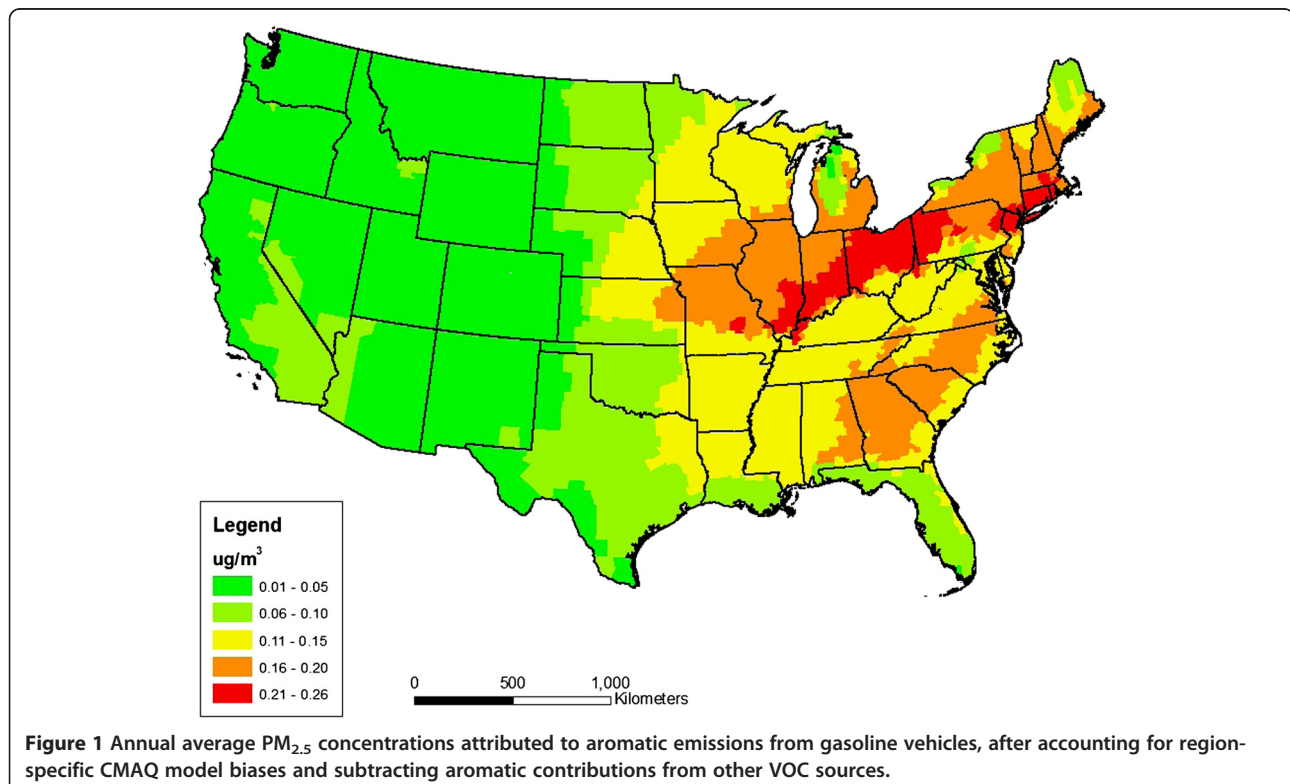 Legend
ug/m³
0.01 - 0.05
0.06 - 0.10
0.11 - 0.15
0.16 - 0.20
0.21 - 0.26
0 500 1,000
Kilometers
Figure 1 Annual average PM₂.₅ concentrations attributed to aromatic emissions from gasoline vehicles, after accounting for region-
specific CMAQ model biases and subtracting aromatic contributions from other VOC sources.